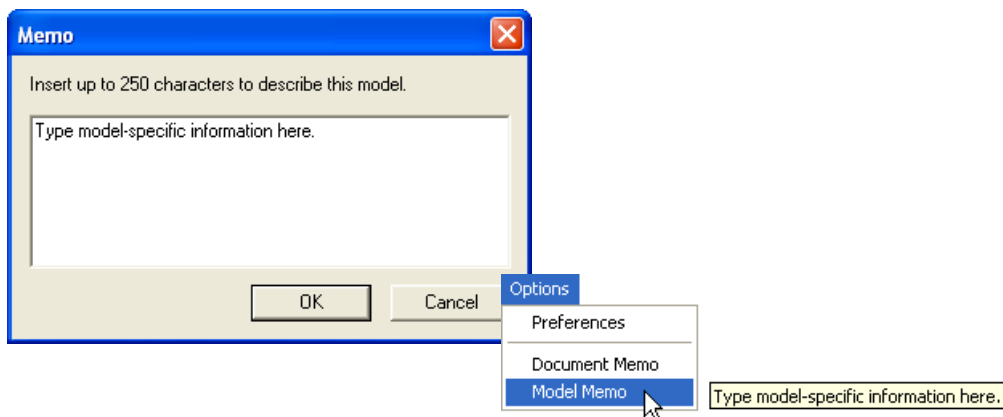 Memo
Insert up to 250 characters to describe this model.
Type model-specific information here.
OK
Cancel
Options
Preferences
Document Memo
Model Memo
Type model-specific information here.